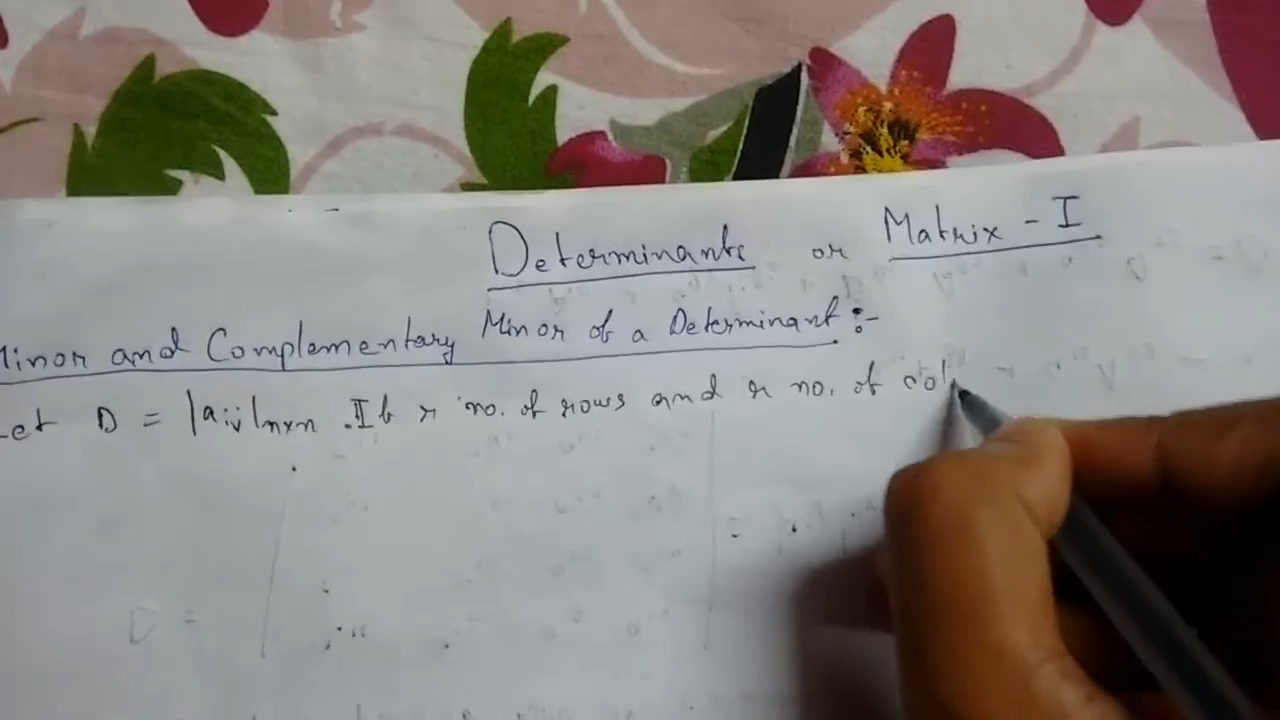 Determinants or Matrix - I
Minor and Complementary Minor of a Determinant :-
Let D = |aij|n×n . If r no. of rows and r no. of col
D =